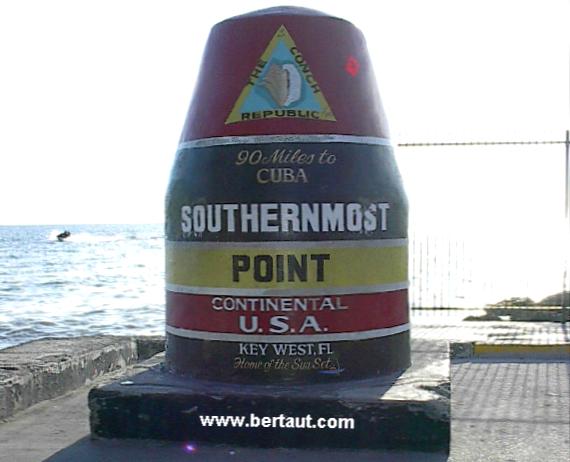 THE CONCH
REPUBLIC
90 Miles to
CUBA
SOUTHERNMOST
POINT
CONTINENTAL
U.S.A.
KEY WEST, FL
Home of the Sun Set
www.bertaut.com